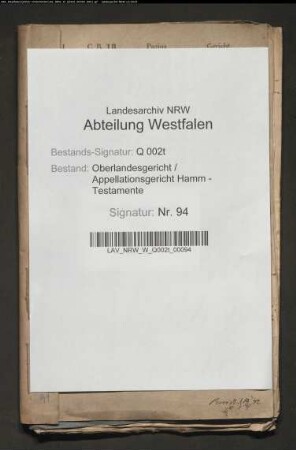 Landesarchiv NRW
Abteilung Westfalen
Bestands-Signatur: Q 002t
Bestand: Oberlandesgericht /
Appellationsgericht Hamm -
Testamente
Signatur: Nr. 94
LAV_NRW_W_Q002t_00094